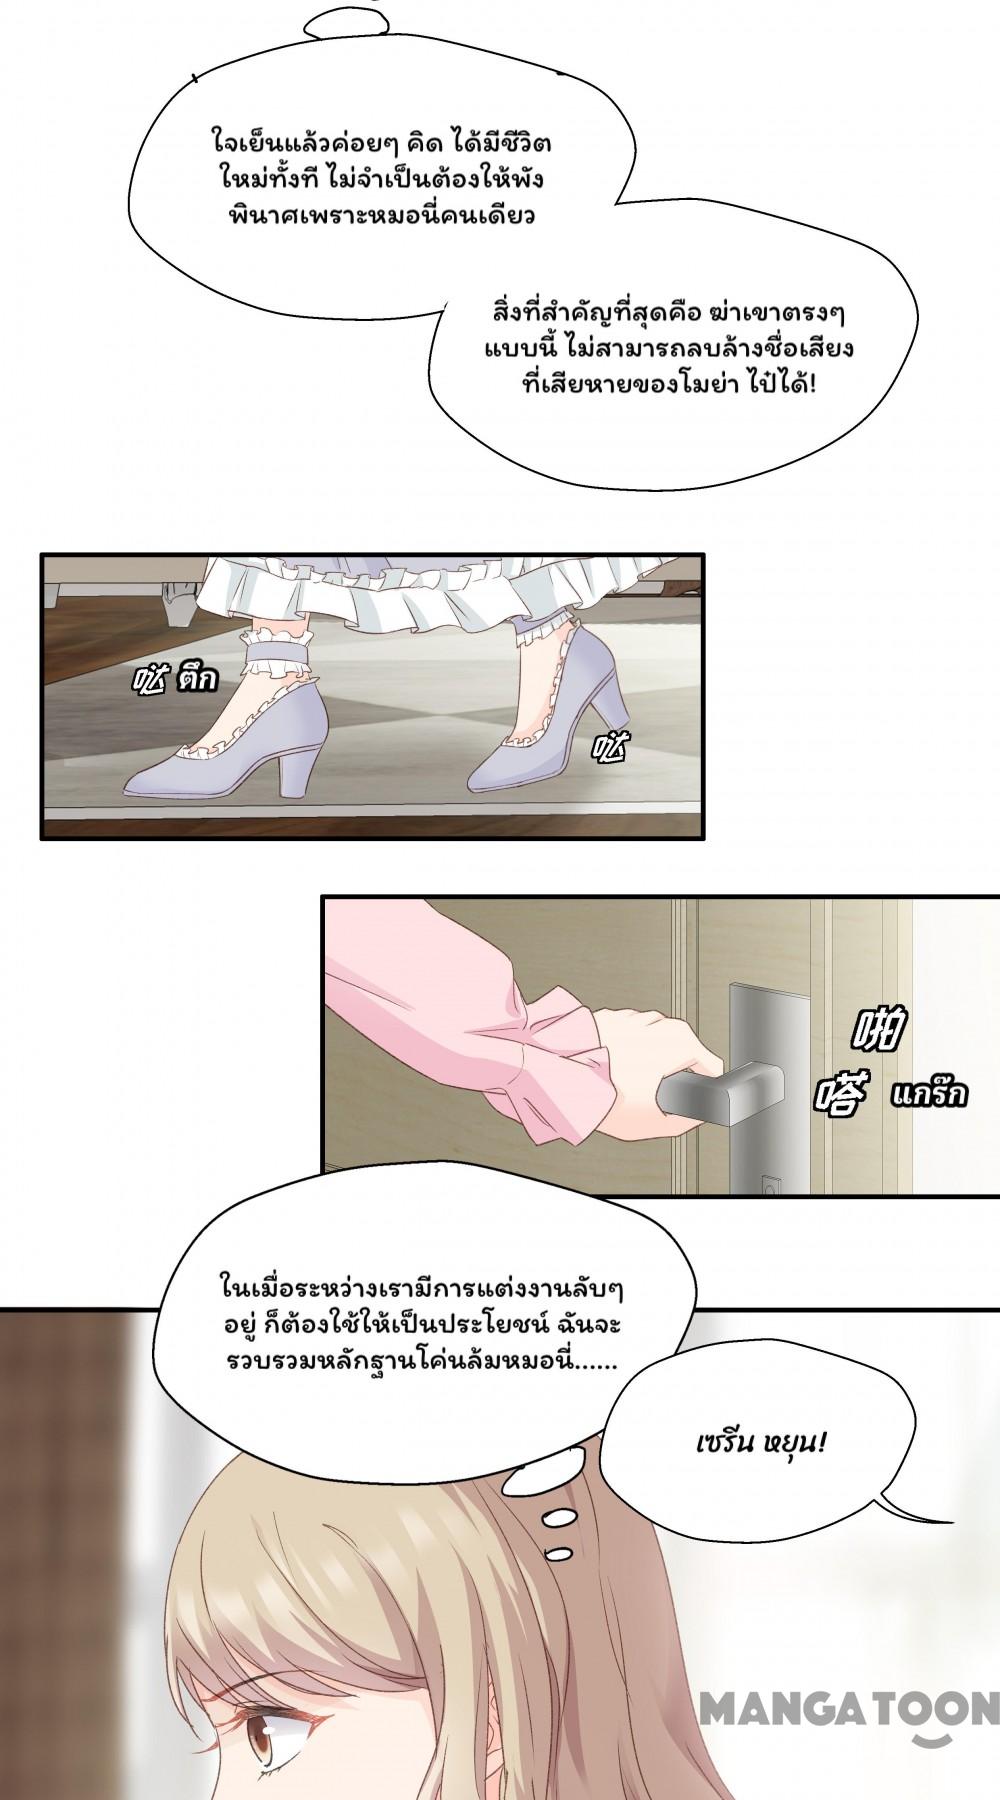 ใจเย็นแล้วค่อยๆ คิด ได้มีชีวิต
ใหม่ทั้งที ไม่จำเป็นต้องให้พัง
พินาศเพราะหมอนี่คนเดียว
สิ่งที่สำคัญที่สุดคือ ฆ่าเขาตรงๆ
แบบนี้ ไม่สามารถลบล้างชื่อเสียง
ที่เสียหายของโมย่า ไป๋ได้!
哒 ตึก
哒
啪
嗒 แกร๊ก
ในเมื่อระหว่างเรามีการแต่งงานลับๆ
อยู่ ก็ต้องใช้ให้เป็นประโยชน์ ฉันจะ
รวบรวมหลักฐานโค่นล้มหมอนี่......
เซรีน หยุน!
MANGATOON